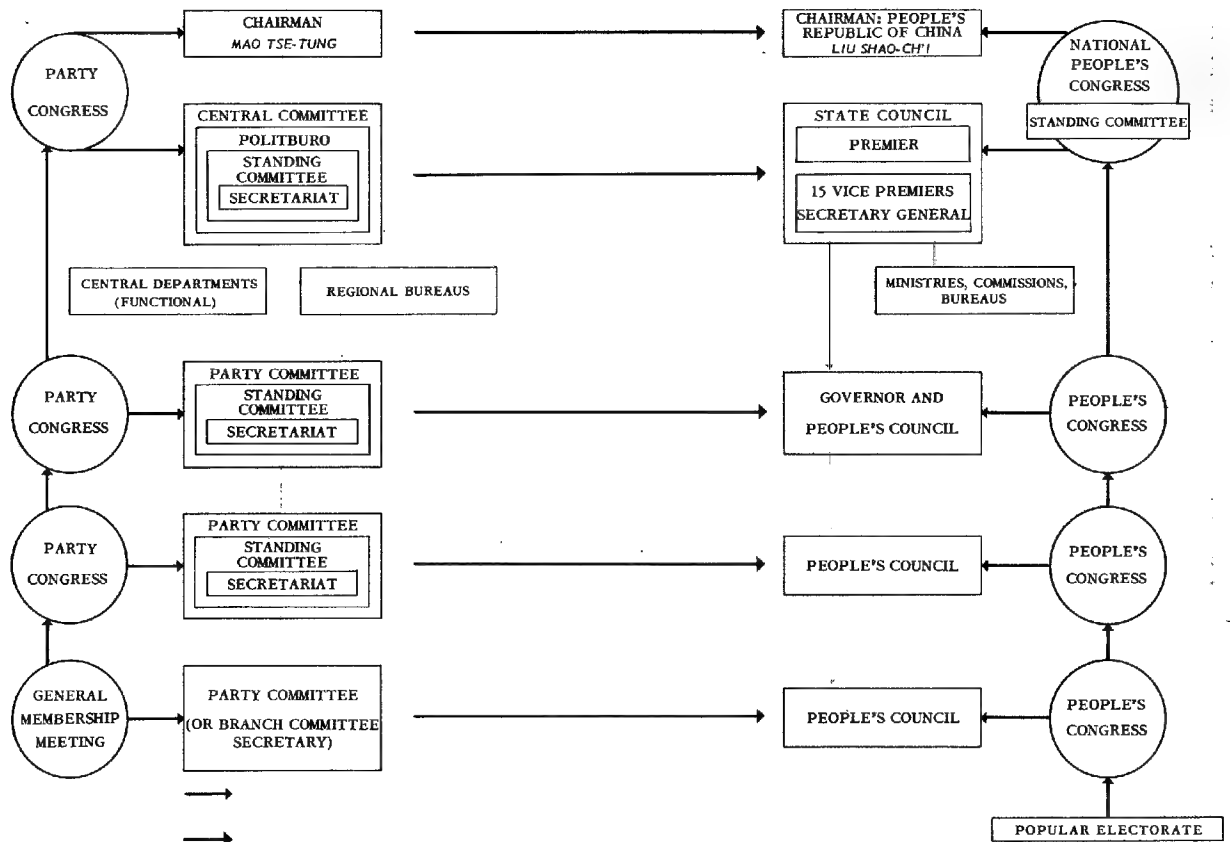 CHAIRMAN
MAO TSE-TUNG
CHAIRMAN: PEOPLE'S
REPUBLIC OF CHINA
LIU SHAO-CH'I
PARTY
CONGRESS
NATIONAL
PEOPLE'S
CONGRESS
STANDING COMMITTEE
CENTRAL COMMITTEE
POLITBURO
STANDING
COMMITTEE
SECRETARIAT
STATE COUNCIL
PREMIER
15 VICE PREMIERS
SECRETARY GENERAL
CENTRAL DEPARTMENTS
(FUNCTIONAL)
REGIONAL BUREAUS
MINISTRIES, COMMISSIONS,
BUREAUS
PARTY
CONGRESS
PARTY COMMITTEE
STANDING
COMMITTEE
SECRETARIAT
GOVERNOR AND
PEOPLE'S COUNCIL
PEOPLE'S
CONGRESS
PARTY
CONGRESS
PARTY COMMITTEE
STANDING
COMMITTEE
SECRETARIAT
PEOPLE'S COUNCIL
PEOPLE'S
CONGRESS
GENERAL
MEMBERSHIP
MEETING
PARTY COMMITTEE
(OR BRANCH COMMITTEE
SECRETARY)
PEOPLE'S COUNCIL
PEOPLE'S
CONGRESS
POPULAR ELECTORATE